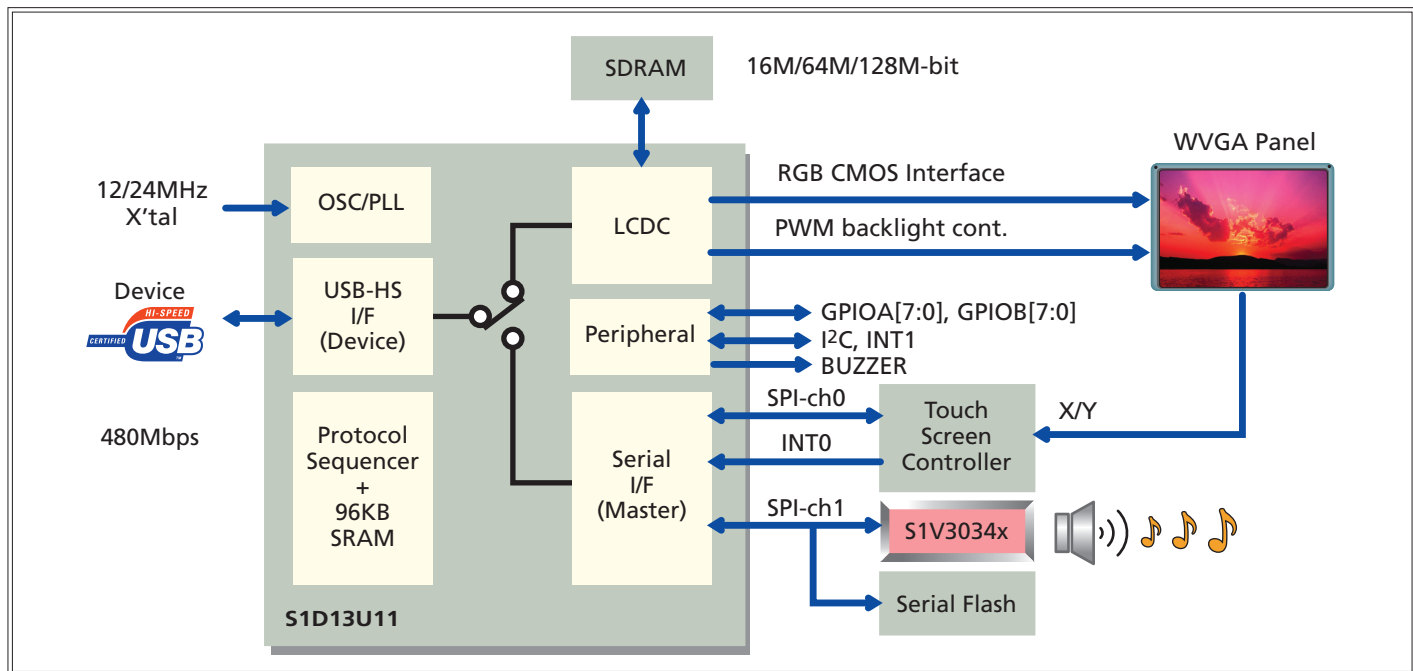 SDRAM
16M/64M/128M-bit
WVGA Panel
12/24MHz
X'tal
OSC/PLL
LCDC
RGB CMOS Interface
PWM backlight cont.
Device
HI-SPEED
CERTIFIED
USB
USB-HS
I/F
(Device)
Peripheral
GPIOA[7:0], GPIOB[7:0]
I²C, INT1
BUZZER
480Mbps
Protocol
Sequencer
+
96KB
SRAM
Serial
I/F
(Master)
SPI-ch0
INT0
Touch
Screen
Controller
X/Y
SPI-ch1
S1V3034x
Serial Flash
S1D13U11